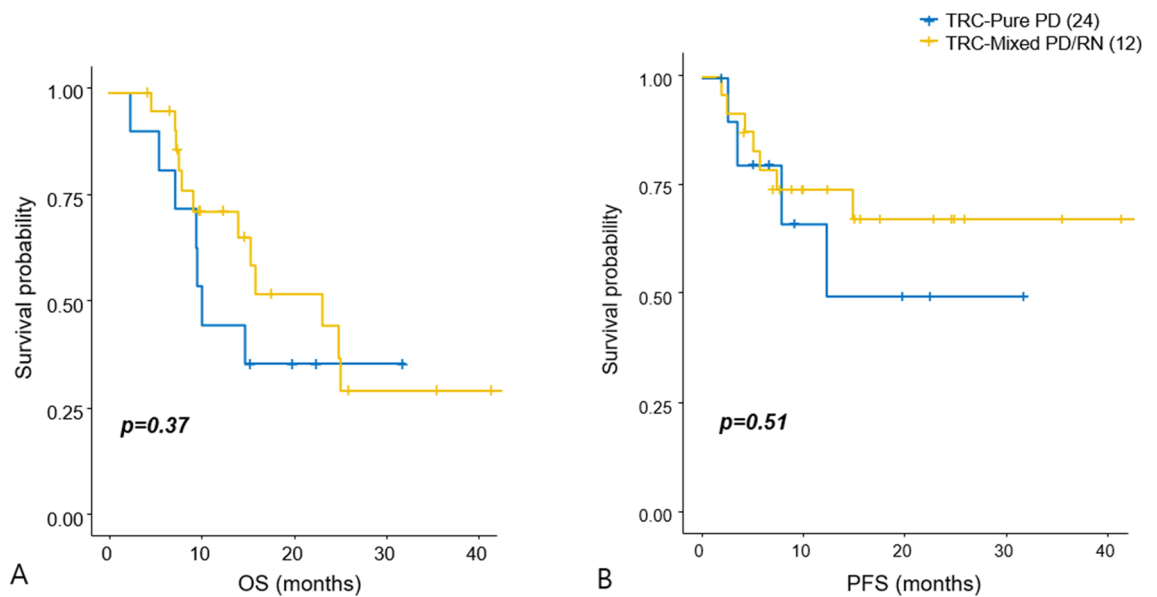 TRC-Pure PD (24)
TRC-Mixed PD/RN (12)
Survival probability
1.00
0.75
0.50
0.25
0.00
p=0.37
0 10 20 30 40
OS (months)
A
Survival probability
1.00
0.75
0.50
0.25
0.00
p=0.51
0 10 20 30 40
PFS (months)
B